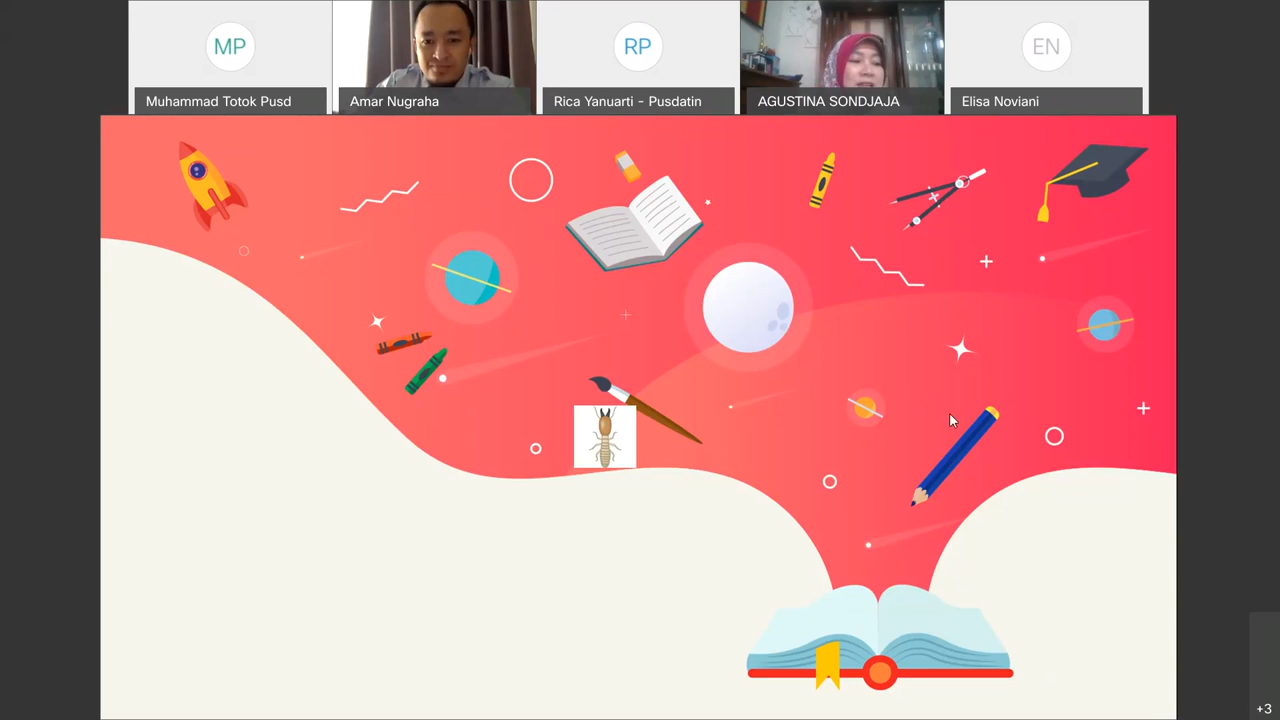 MP
Muhammad Totok Pusd
Amar Nugraha
RP
Rica Yanuarti - Pusdatin
AGUSTINA SONDJAJA
EN
Elisa Noviani
+3